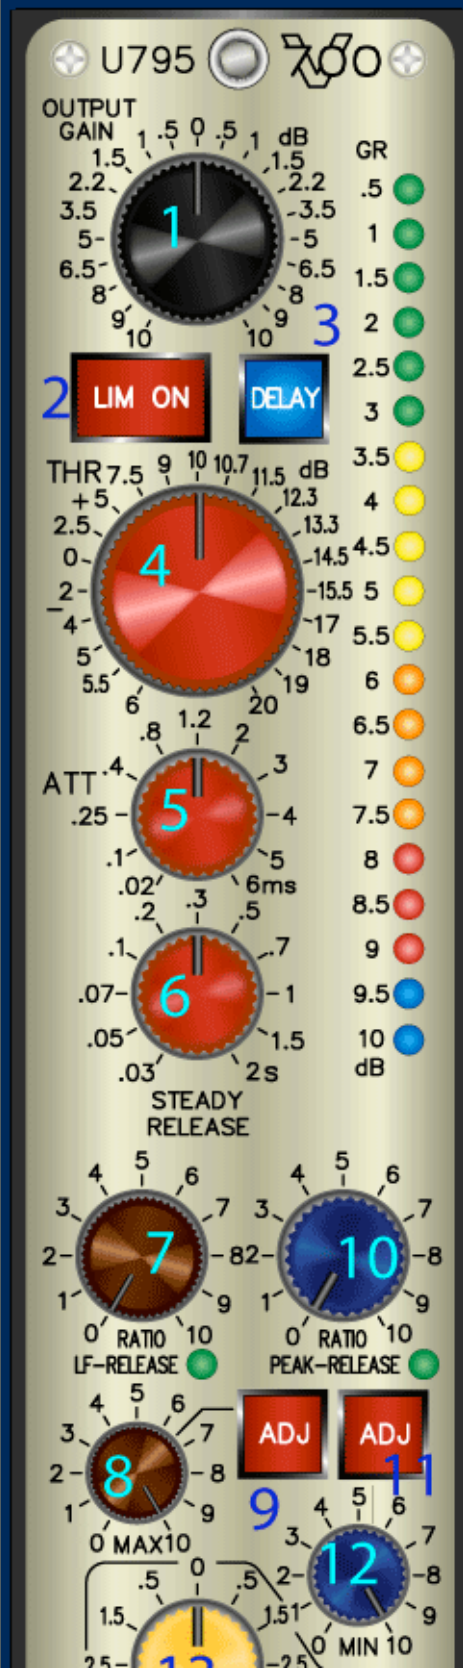 U795 ZOO
OUTPUT GAIN
1 .5 0 .5 1 dB
1.5 1.5
2.2 2.2
3.5 3.5
5 5
6.5 6.5
8 8
9 9
10 10
1
GR
.5
1
1.5
2
2.5
3
3.5
4
4.5
5
5.5
6
6.5
7
7.5
8
8.5
9
9.5
10
dB
2 LIM ON
3 DELAY
THR 7.5 9 10 10.7 11.5 dB
+5 12.3
2.5 13.3
0 14.5
2 15.5
− 4 17
5 18
5.5 19
6 20
4
ATT
.8 1.2 2
.4 3
.25 4
.1 5
.02 6ms
5
.2 .3 .5
.1 .7
.07 1
.05 1.5
.03 2s
6
STEADY
RELEASE
4 5 6
3 7
2 8
1 9
0 RATIO 10
LF-RELEASE
7
4 5 6
3 7
2 8
1 9
0 RATIO 10
PEAK-RELEASE
10
4 5 6
3 7
2 8
1 9
0 MAX 10
8
ADJ
9
ADJ
11
4 5 6
3 7
2 8
1 9
0 MIN 10
12
.5 0 .5
1.5 1.5
2.5 2.5